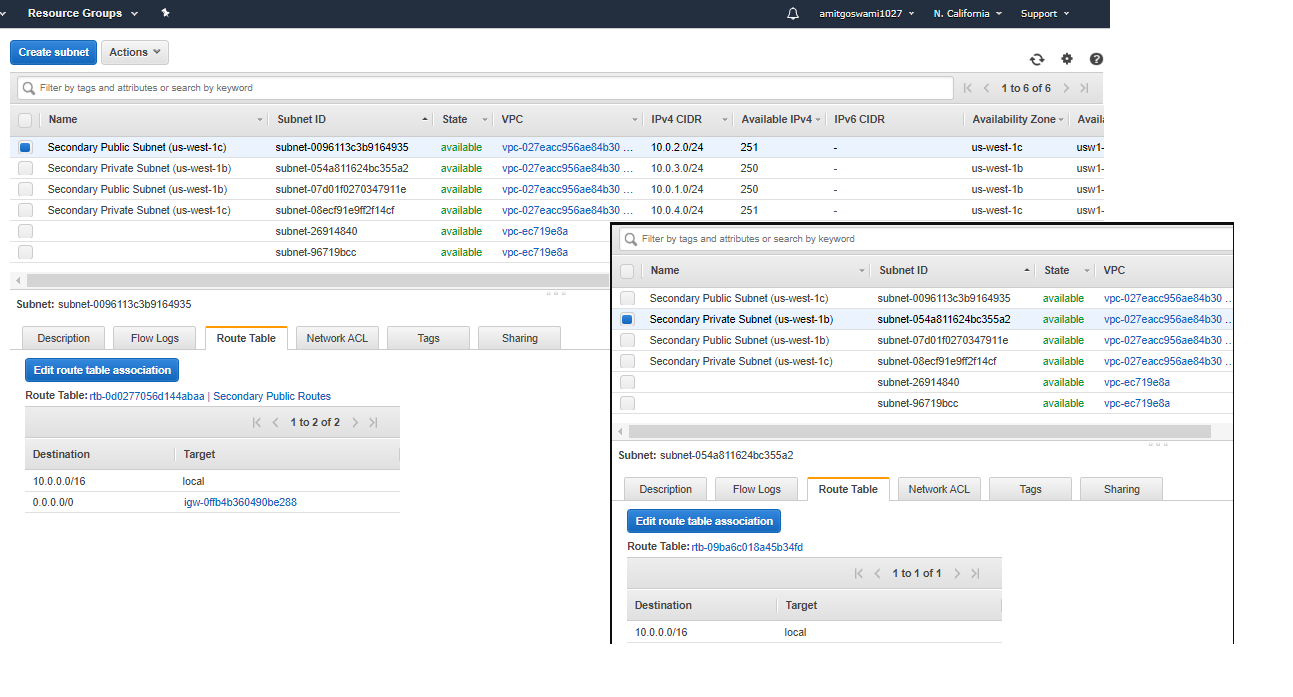 Resource Groups amitgoswami1027 N. California Support
Create subnet Actions
Filter by tags and attributes or search by keyword 1 to 6 of 6
Name Subnet ID State VPC IPv4 CIDR Available IPv4 IPv6 CIDR Availability Zone Availa
Secondary Public Subnet (us-west-1c) subnet-0096113c3b9164935 available vpc-027eacc956ae84b30 ... 10.0.2.0/24 251 - us-west-1c usw1-
Secondary Private Subnet (us-west-1b) subnet-054a811624bc355a2 available vpc-027eacc956ae84b30 ... 10.0.3.0/24 250 - us-west-1b usw1-
Secondary Public Subnet (us-west-1b) subnet-07d01f0270347911e available vpc-027eacc956ae84b30 ... 10.0.1.0/24 250 - us-west-1b usw1-
Secondary Private Subnet (us-west-1c) subnet-08ecf91e9ff2f14cf available vpc-027eacc956ae84b30 ... 10.0.4.0/24 251 - us-west-1c usw1-
subnet-26914840 available vpc-ec719e8a
subnet-96719bcc available vpc-ec719e8a
Subnet: subnet-0096113c3b9164935
Description Flow Logs Route Table Network ACL Tags Sharing
Edit route table association
Route Table: rtb-0d0277056d144abaa | Secondary Public Routes
1 to 2 of 2
Destination Target
10.0.0.0/16 local
0.0.0.0/0 igw-0ffb4b360490be288
Filter by tags and attributes or search by keyword
Name Subnet ID State VPC
Secondary Public Subnet (us-west-1c) subnet-0096113c3b9164935 available vpc-027eacc956ae84b30 ..
Secondary Private Subnet (us-west-1b) subnet-054a811624bc355a2 available vpc-027eacc956ae84b30 ..
Secondary Public Subnet (us-west-1b) subnet-07d01f0270347911e available vpc-027eacc956ae84b30 ..
Secondary Private Subnet (us-west-1c) subnet-08ecf91e9ff2f14cf available vpc-027eacc956ae84b30 ..
subnet-26914840 available vpc-ec719e8a
subnet-96719bcc available vpc-ec719e8a
Subnet: subnet-054a811624bc355a2
Description Flow Logs Route Table Network ACL Tags Sharing
Edit route table association
Route Table: rtb-09ba6c018a45b34fd
1 to 1 of 1
Destination Target
10.0.0.0/16 local